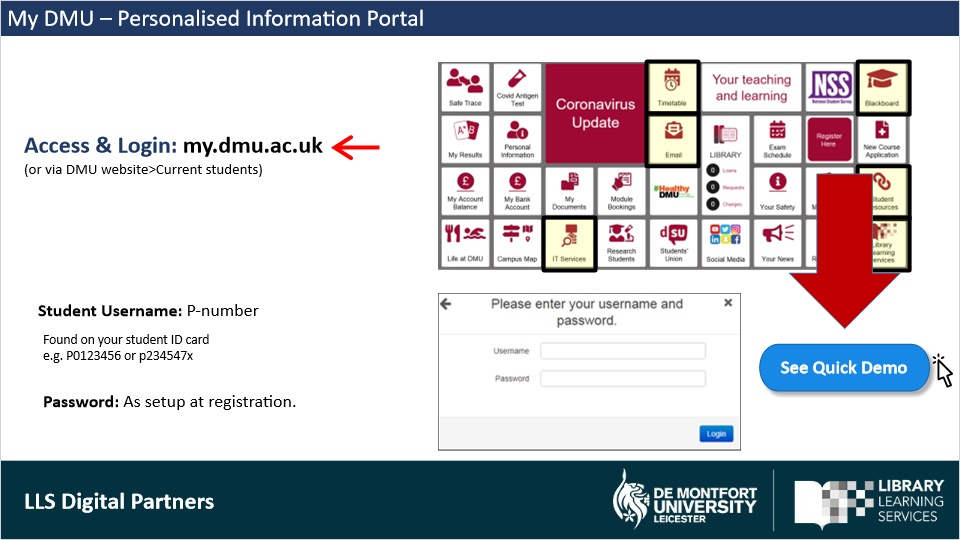 My DMU – Personalised Information Portal
Access & Login: my.dmu.ac.uk
(or via DMU website>Current students)
Safe Trace
Covid Antigen
Test
Coronavirus
Update
Timetable
Your teaching
and learning
NSS
National Student Survey
Blackboard
My Results
Personal
Information
Email
LIBRARY
0 Loans
0 Requests
0 Charges
Exam
Schedule
Register
Here
New Course
Application
My Account
Balance
My Bank
Account
My
Documents
Module
Bookings
#Healthy
DMU
Your Safety
M
Student
Resources
Life at DMU
Campus Map
IT Services
Research
Students
dsu
Students'
Union
Social Media
Your News
R
Library
Learning
Services
Student Username: P-number
Found on your student ID card
e.g. P0123456 or p234547x
Password: As setup at registration.
Please enter your username and
password.
Username
Password
Login
See Quick Demo
LLS Digital Partners
DE MONTFORT
UNIVERSITY
LEICESTER
LIBRARY
LEARNING
SERVICES